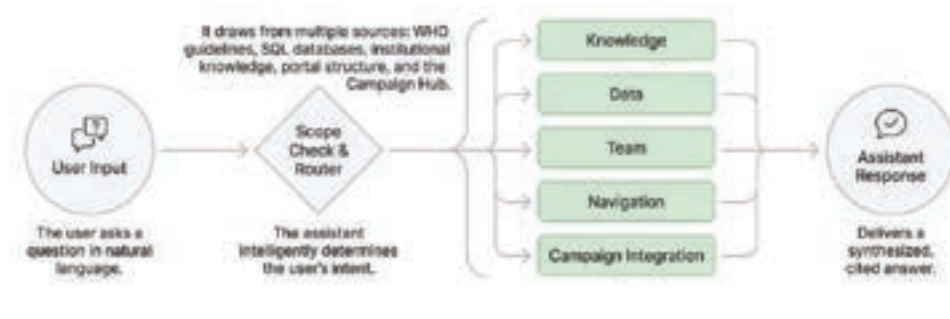 It draws from multiple sources: WHO
guidelines, SQL databases, institutional
knowledge, portal structure, and the
Campaign Hub.
User Input
The user asks a
question in natural
language.
Scope
Check &
Router
The assistant
intelligently determines
the user's intent.
Knowledge
Data
Team
Navigation
Campaign Integration
Assistant
Response
Delivers a
synthesized,
cited answer.